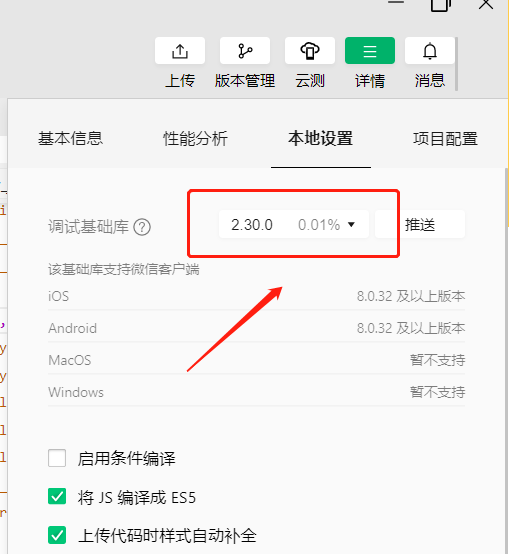 上传 版本管理 云测 详情 消息
基本信息 性能分析 本地设置 项目配置
调试基础库 ? 2.30.0 0.01% 推送
该基础库支持微信客户端
iOS 8.0.32 及以上版本
Android 8.0.32 及以上版本
MacOS 暂不支持
Windows 暂不支持
启用条件编译
将 JS 编译成 ES5
上传代码时样式自动补全